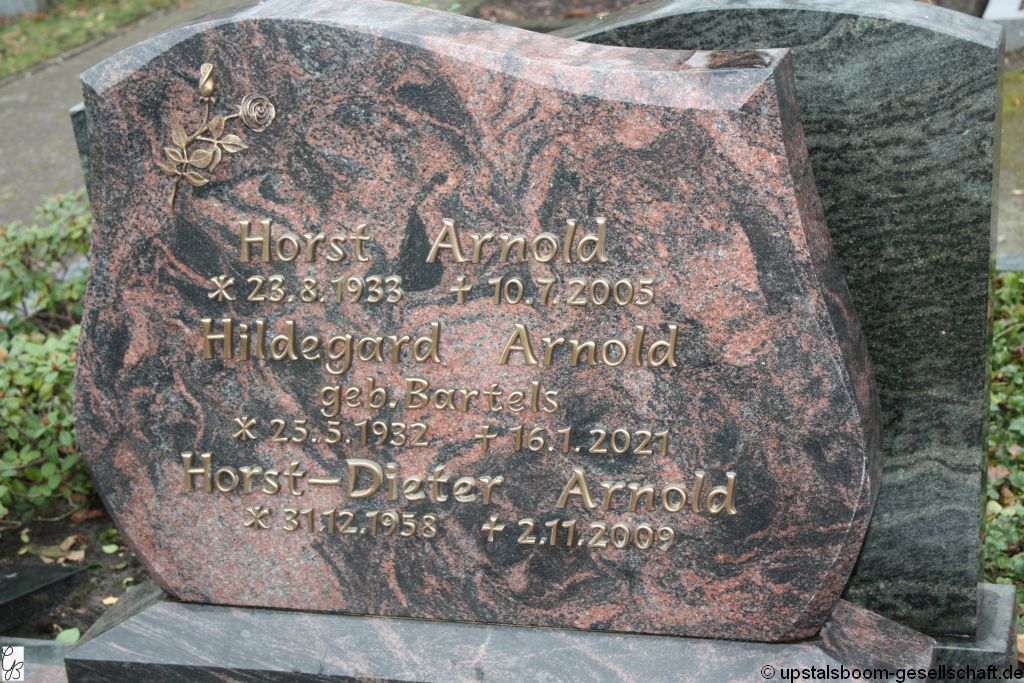 Horst Arnold
* 23.8.1933 † 10.7.2005
Hildegard Arnold
geb. Bartels
* 25.5.1932 † 16.1.2021
Horst-Dieter Arnold
* 31.12.1958 † 2.11.2009
© upstalsboom-gesellschaft.de